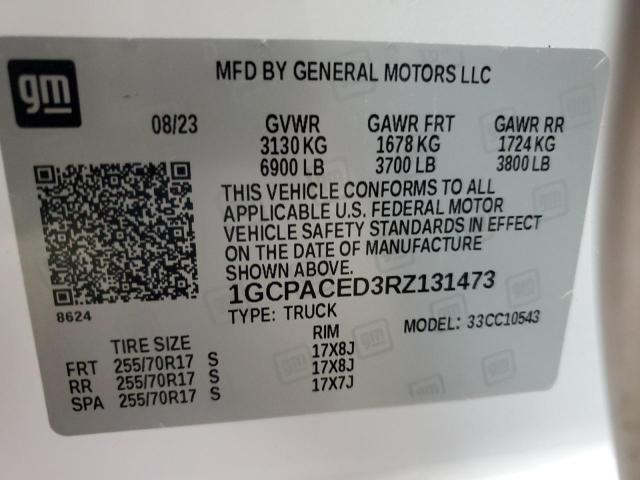 gm
MFD BY GENERAL MOTORS LLC
08/23 GVWR GAWR FRT GAWR RR
3130 KG 1678 KG 1724 KG
6900 LB 3700 LB 3800 LB
THIS VEHICLE CONFORMS TO ALL
APPLICABLE U.S. FEDERAL MOTOR
VEHICLE SAFETY STANDARDS IN EFFECT
ON THE DATE OF MANUFACTURE
SHOWN ABOVE.
1GCPACED3RZ131473
8624
TYPE: TRUCK MODEL: 33CC10543
TIRE SIZE RIM
FRT 255/70R17 S 17X8J
RR 255/70R17 S 17X8J
SPA 255/70R17 S 17X7J